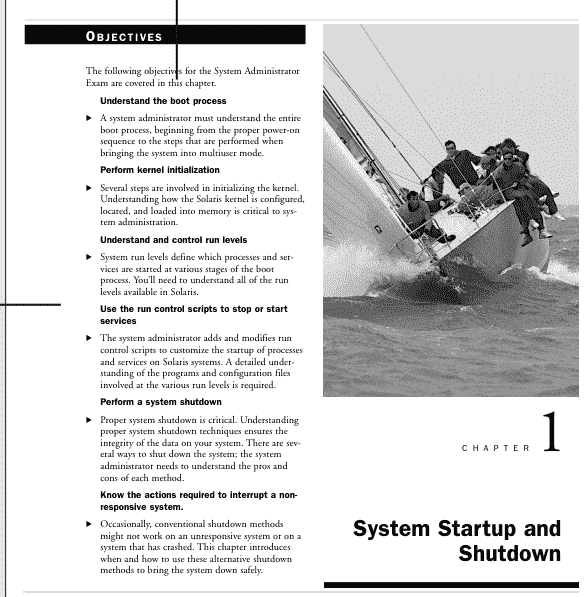 OBJECTIVES
The following objectives for the System Administrator
Exam are covered in this chapter.
Understand the boot process
▶ A system administrator must understand the entire
boot process, beginning from the proper power-on
sequence to the steps that are performed when
bringing the system into multiuser mode.
Perform kernel initialization
▶ Several steps are involved in initializing the kernel.
Understanding how the Solaris kernel is configured,
located, and loaded into memory is critical to sys-
tem administration.
Understand and control run levels
▶ System run levels define which processes and ser-
vices are started at various stages of the boot
process. You'll need to understand all of the run
levels available in Solaris.
Use the run control scripts to stop or start
services
▶ The system administrator adds and modifies run
control scripts to customize the startup of processes
and services on Solaris systems. A detailed under-
standing of the programs and configuration files
involved at the various run levels is required.
Perform a system shutdown
▶ Proper system shutdown is critical. Understanding
proper system shutdown techniques ensures the
integrity of the data on your system. There are sev-
eral ways to shut down the system; the system
administrator needs to understand the pros and
cons of each method.
Know the actions required to interrupt a non-
responsive system.
▶ Occasionally, conventional shutdown methods
might not work on an unresponsive system or on a
system that has crashed. This chapter introduces
when and how to use these alternative shutdown
methods to bring the system down safely.
CHAPTER 1
System Startup and
Shutdown